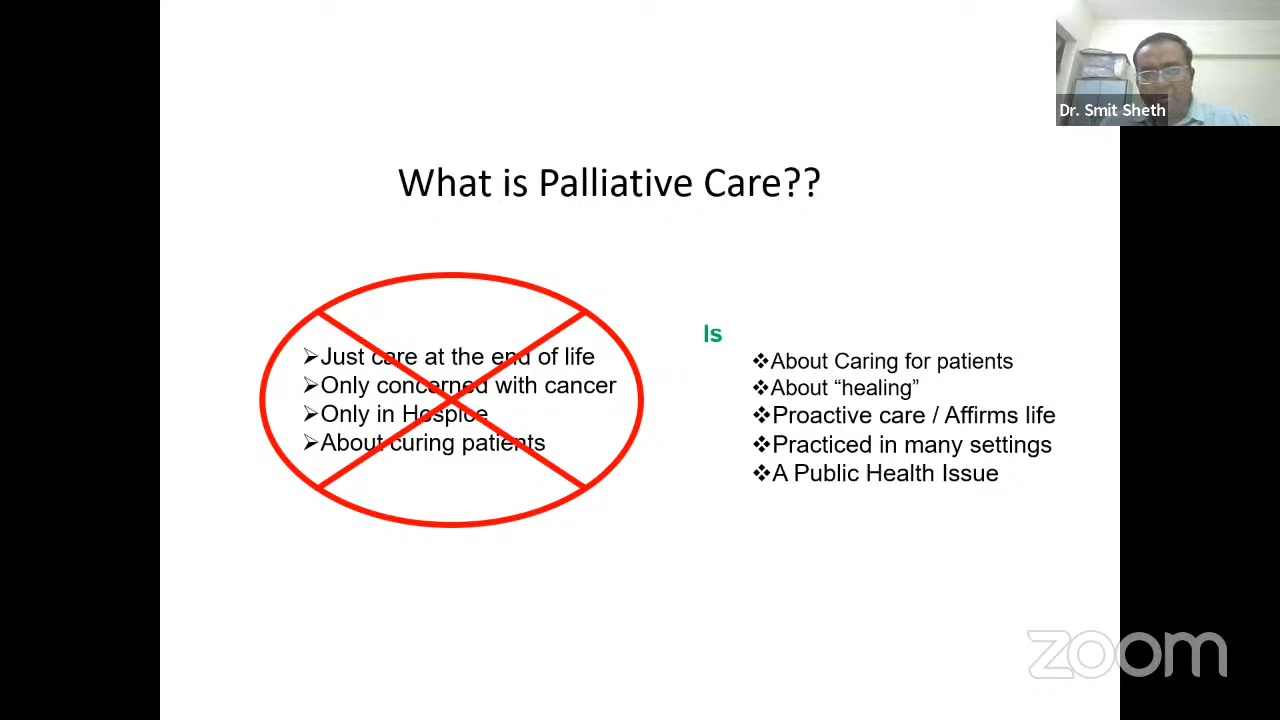 Dr. Smit Sheth
What is Palliative Care??
➢Just care at the end of life
➢Only concerned with cancer
➢Only in Hospice
➢About curing patients
Is
❖About Caring for patients
❖About “healing”
❖Proactive care / Affirms life
❖Practiced in many settings
❖A Public Health Issue
zoom